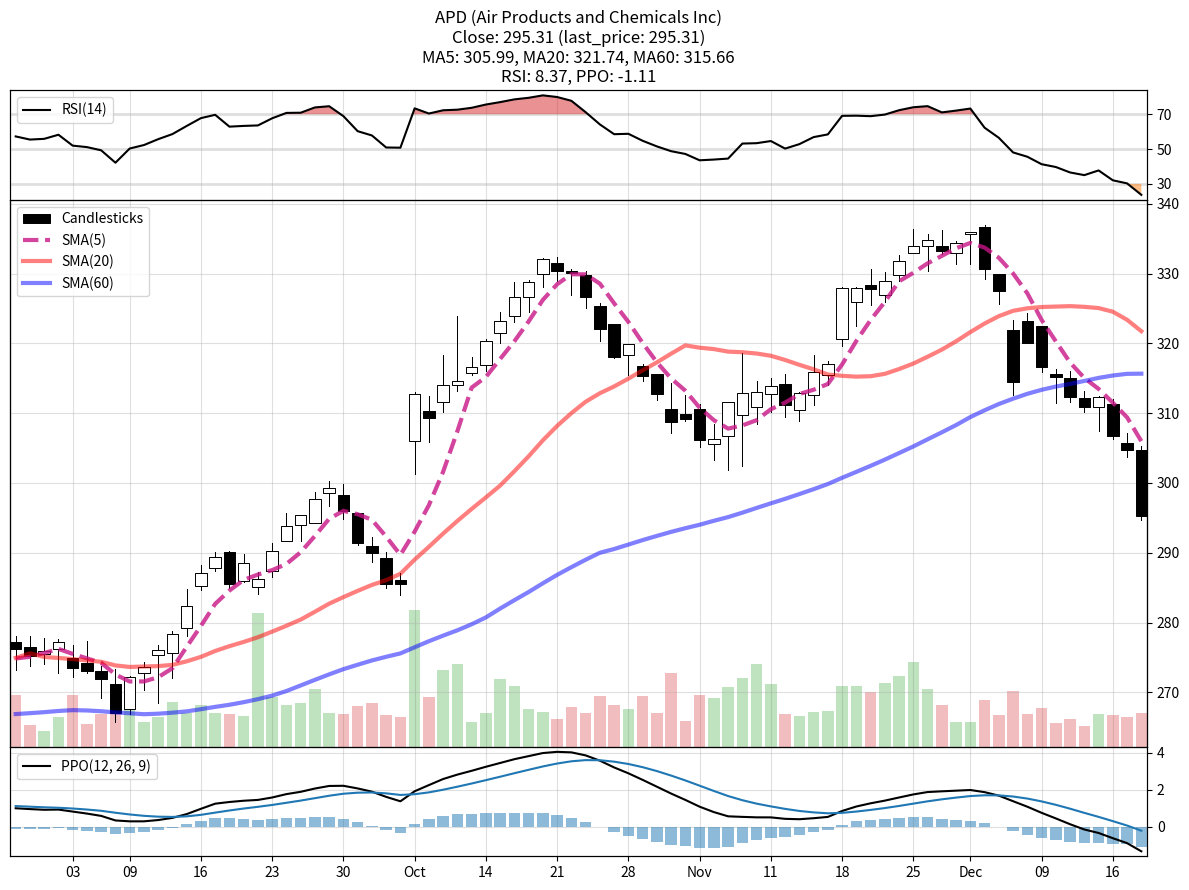 APD (Air Products and Chemicals Inc)
Close: 295.31 (last_price: 295.31)
MA5: 305.99, MA20: 321.74, MA60: 315.66
RSI: 8.37, PPO: -1.11
RSI(14)
70
50
30
Candlesticks
SMA(5)
SMA(20)
SMA(60)
340
330
320
310
300
290
280
270
PPO(12, 26, 9)
4
2
0
03 09 16 23 30 Oct 14 21 28 Nov 11 18 25 Dec 09 16